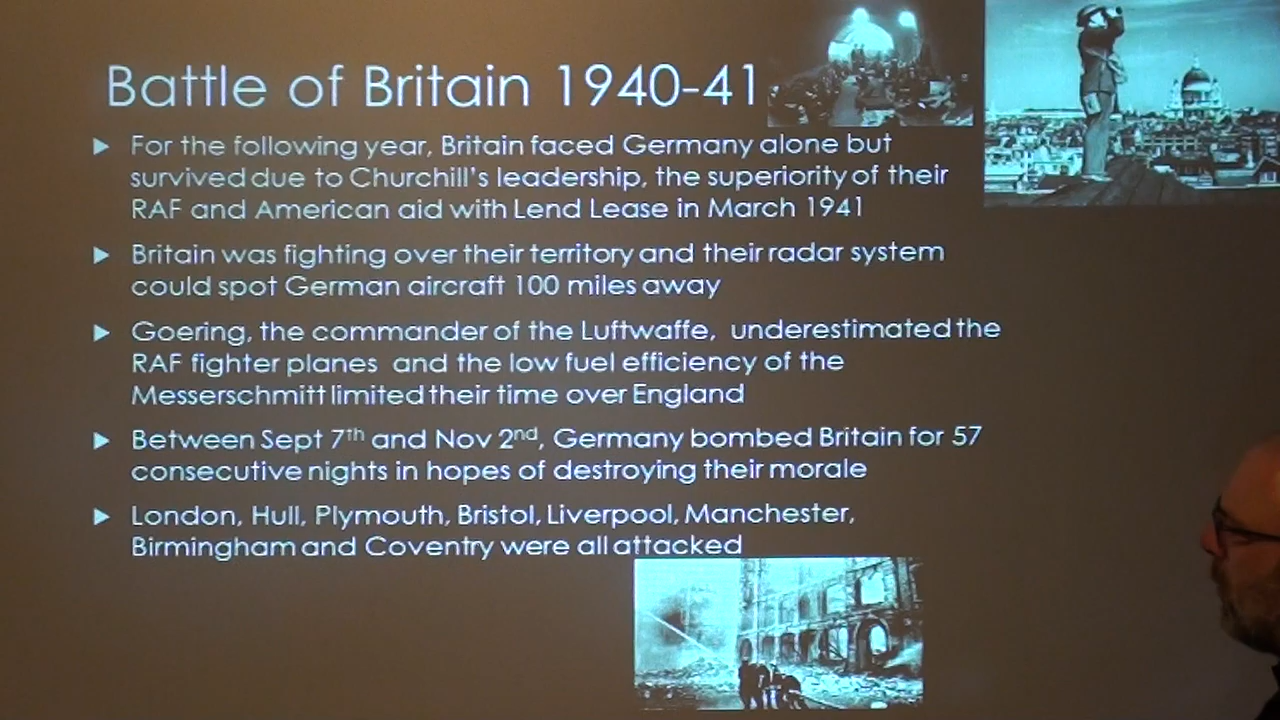 Battle of Britain 1940-41
▶ For the following year, Britain faced Germany alone but
survived due to Churchill's leadership, the superiority of their
RAF and American aid with Lend Lease in March 1941
▶ Britain was fighting over their territory and their radar system
could spot German aircraft 100 miles away
▶ Goering, the commander of the Luftwaffe, underestimated the
RAF fighter planes and the low fuel efficiency of the
Messerschmitt limited their time over England
▶ Between Sept 7th and Nov 2nd, Germany bombed Britain for 57
consecutive nights in hopes of destroying their morale
▶ London, Hull, Plymouth, Bristol, Liverpool, Manchester,
Birmingham and Coventry were all attacked